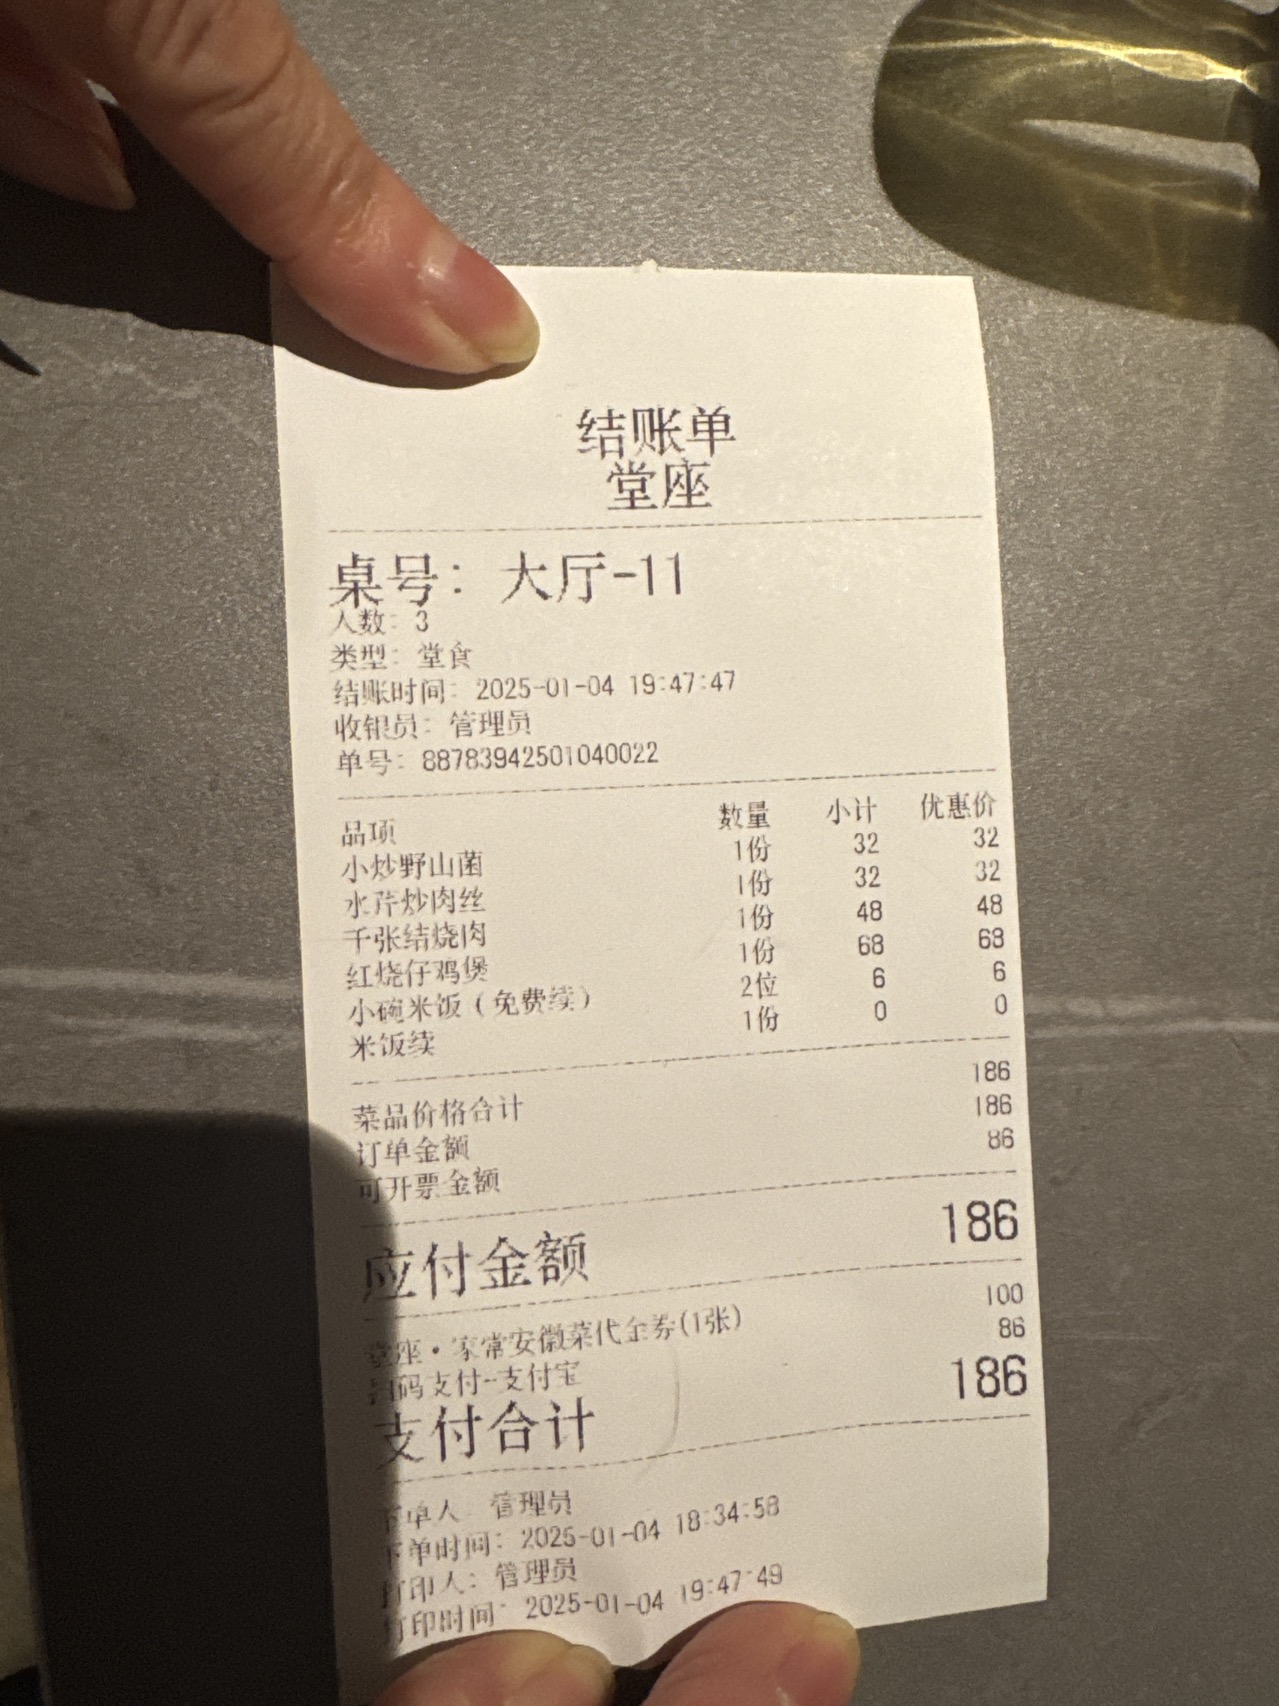 结账单
堂座
桌号：大厅-11
人数：3
类型：堂食
结账时间：2025-01-04 19:47:47
收银员：管理员
单号：88783942501040022
品项 数量 小计 优惠价
小炒野山菌 1份 32 32
水芹炒肉丝 1份 32 32
千张结烧肉 1份 48 48
红烧仔鸡煲 1份 68 68
小碗米饭（免费续） 2位 6 6
米饭续 1份 0 0
菜品价格合计 186
订单金额 186
可开票金额 86
应付金额 186
堂座·家常安徽菜代金券(1张) 100
扫码支付-支付宝 86
支付合计 186
下单人：管理员
下单时间：2025-01-04 18:34:58
打印人：管理员
打印时间：2025-01-04 19:47:49